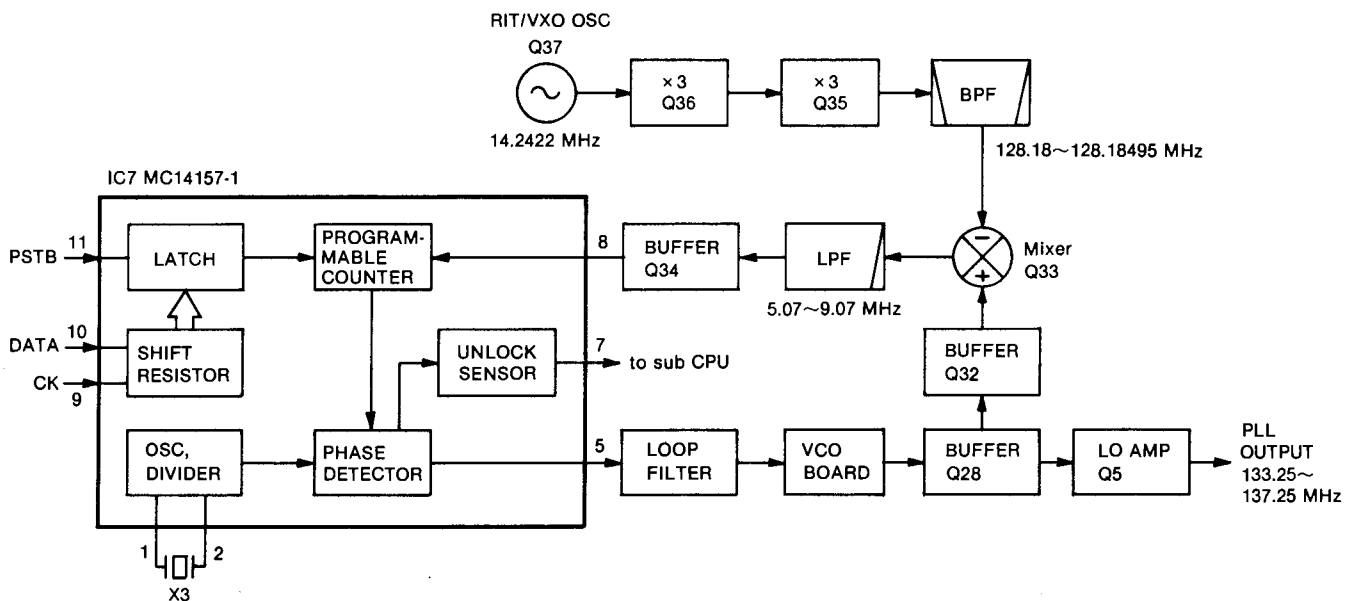 RIT/VXO OSC
Q37
14.2422 MHz
×3
Q36
×3
Q35
BPF
128.18~128.18495 MHz
IC7 MC14157-1
PSTB
11
LATCH
PROGRAM-
MABLE
COUNTER
8
BUFFER
Q34
LPF
5.07~9.07 MHz
−
+
Mixer
Q33
DATA
10
CK
9
SHIFT
RESISTOR
UNLOCK
SENSOR
7
to sub CPU
BUFFER
Q32
OSC,
DIVIDER
PHASE
DETECTOR
5
LOOP
FILTER
VCO
BOARD
BUFFER
Q28
LO AMP
Q5
PLL
OUTPUT
133.25~
137.25 MHz
1
2
X3